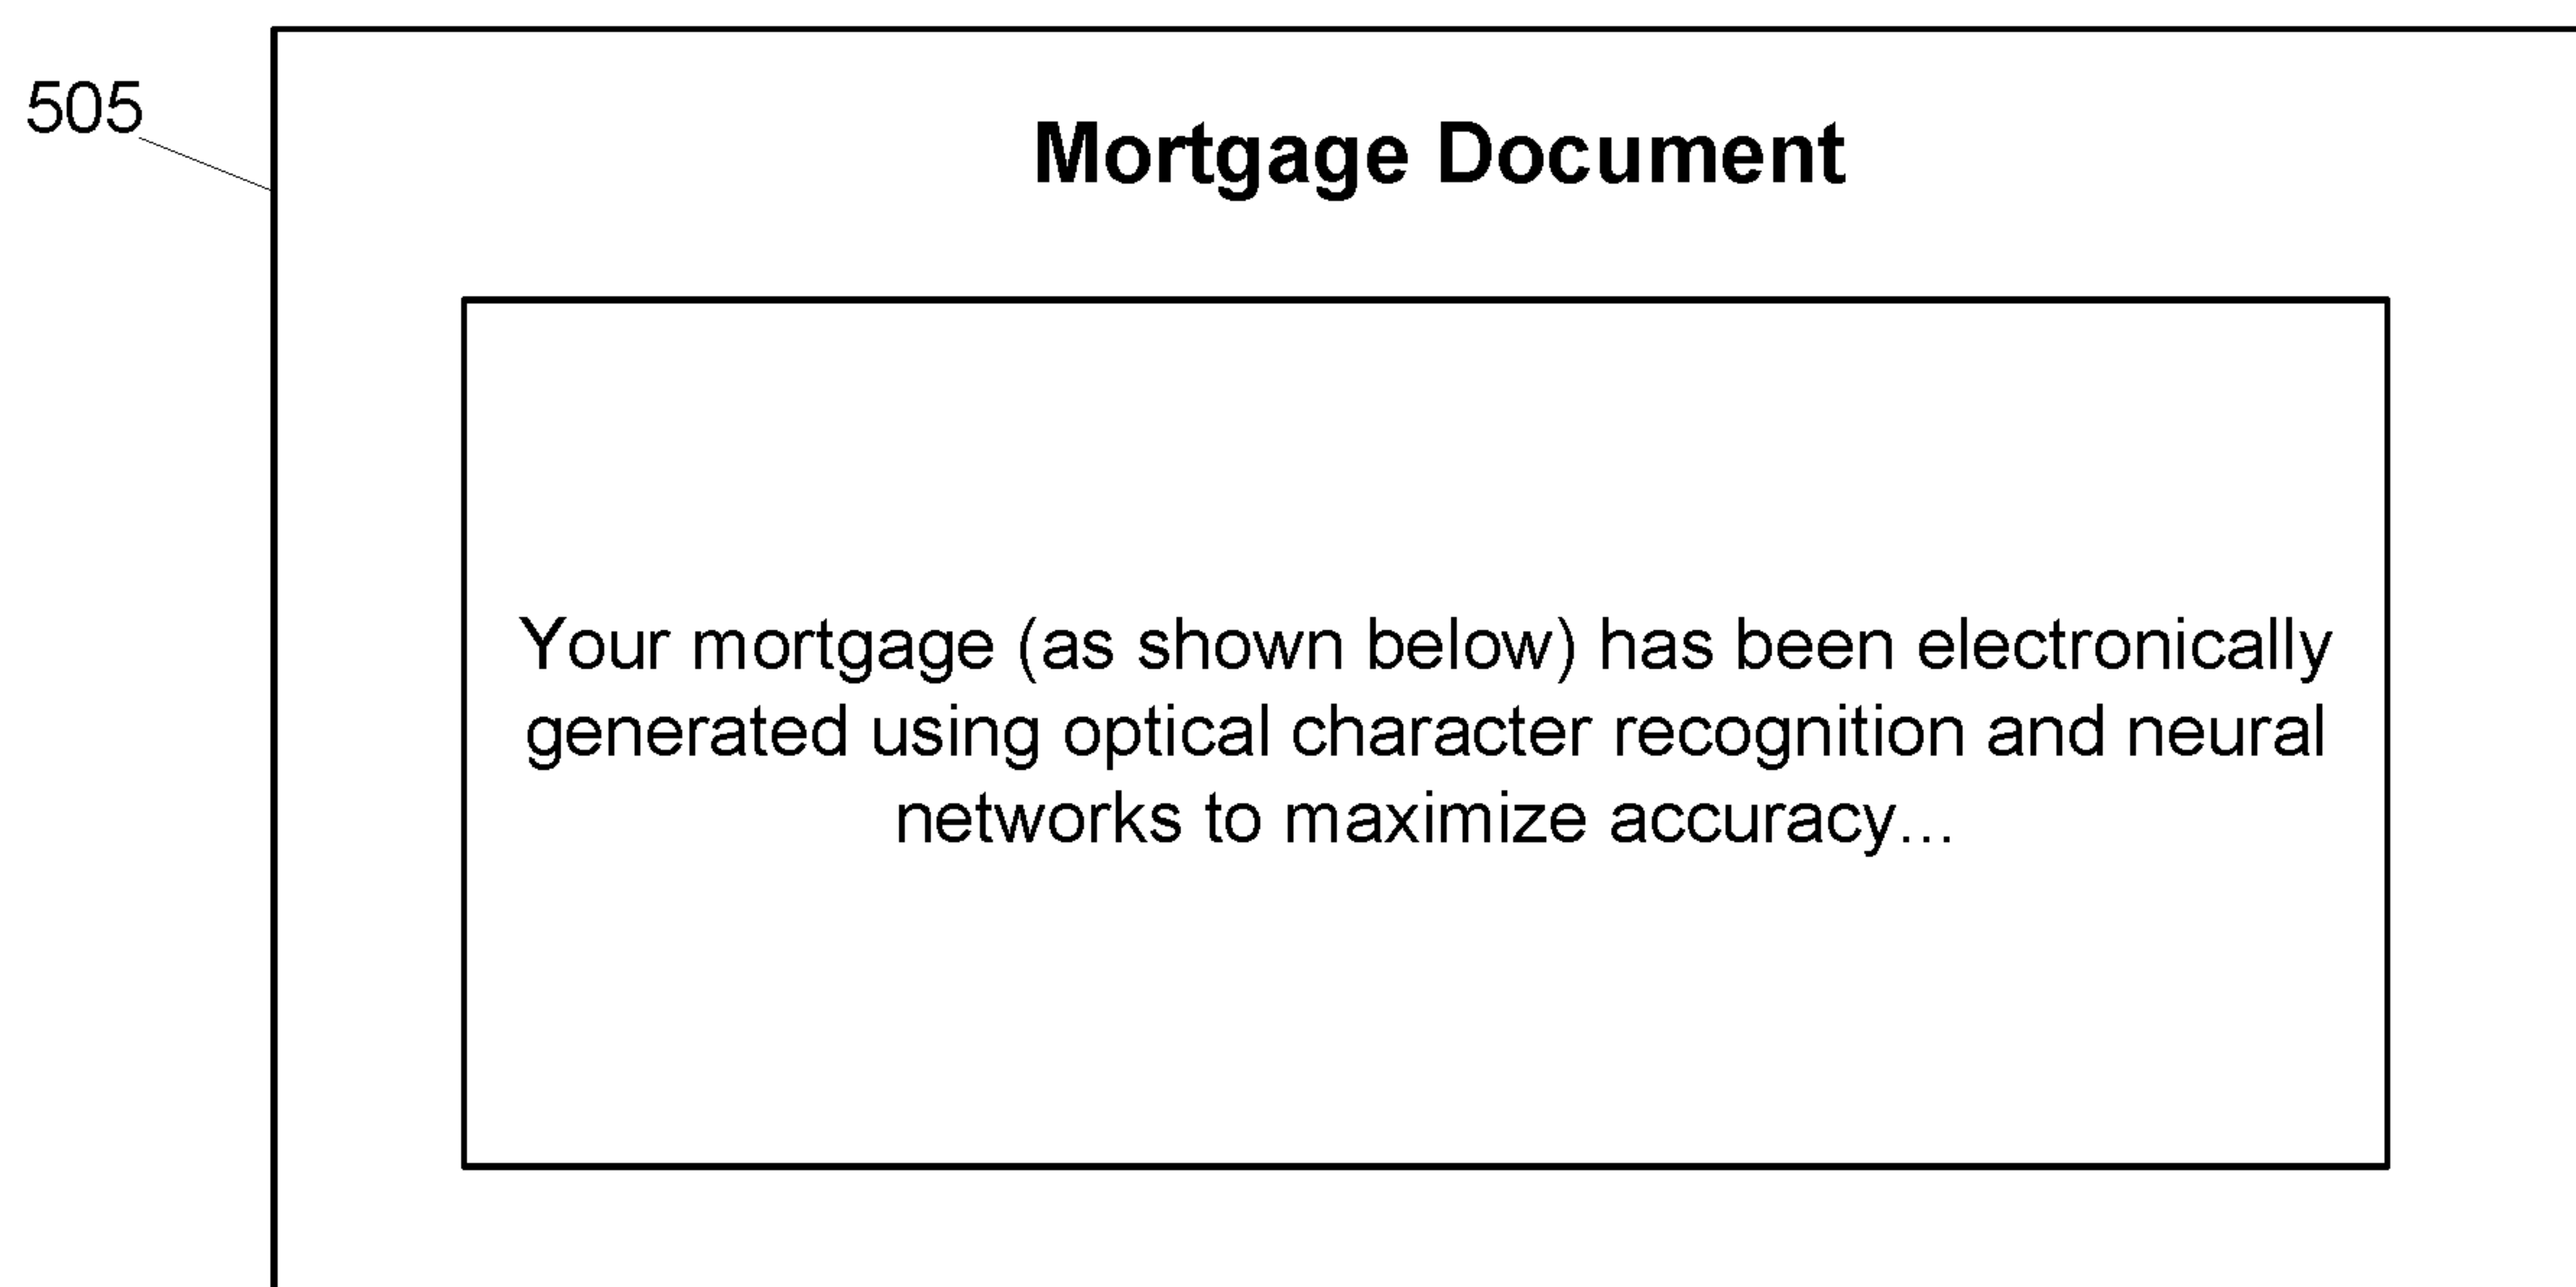 505
Mortgage Document
Your mortgage (as shown below) has been electronically
generated using optical character recognition and neural
networks to maximize accuracy…